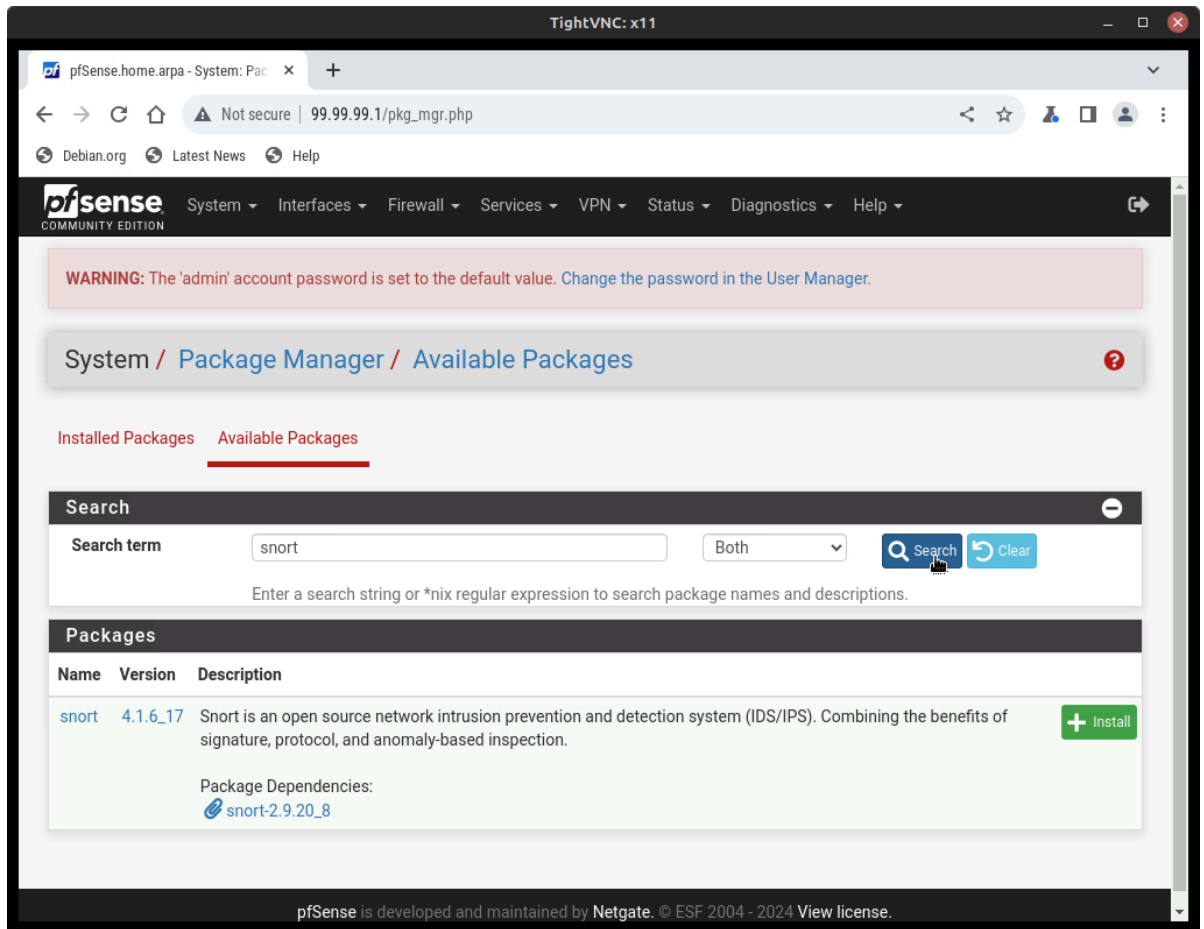 TightVNC: x11
pfSense.home.arpa - System: Pac
Not secure 99.99.99.1/pkg_mgr.php
Debian.org Latest News Help
pfsense System Interfaces Firewall Services VPN Status Diagnostics Help
COMMUNITY EDITION
WARNING: The 'admin' account password is set to the default value. Change the password in the User Manager.
System / Package Manager / Available Packages
Installed Packages Available Packages
Search
Search term snort Both Search Clear
Enter a search string or *nix regular expression to search package names and descriptions.
Packages
Name Version Description
snort 4.1.6_17 Snort is an open source network intrusion prevention and detection system (IDS/IPS). Combining the benefits of Install
signature, protocol, and anomaly-based inspection.
Package Dependencies:
snort-2.9.20_8
pfSense is developed and maintained by Netgate. © ESF 2004 - 2024 View license.